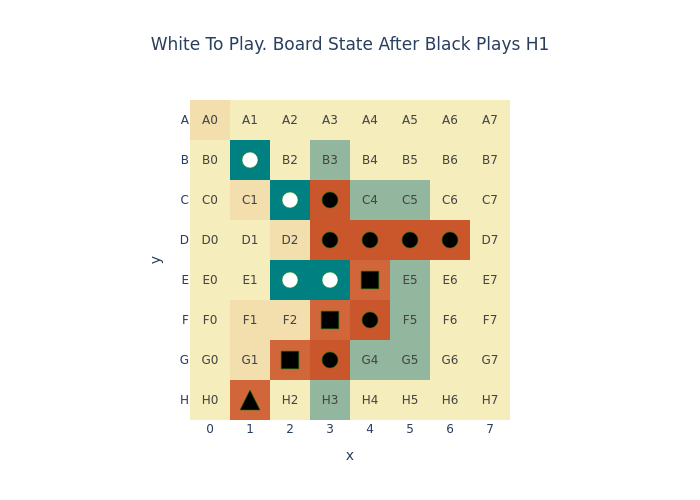 White To Play. Board State After Black Plays H1
A A0 A1 A2 A3 A4 A5 A6 A7
B B0 B2 B3 B4 B5 B6 B7
C C0 C1 C4 C5 C6 C7
D D0 D1 D2 D7
E E0 E1 E5 E6 E7
F F0 F1 F2 F5 F6 F7
G G0 G1 G4 G5 G6 G7
H H0 H2 H3 H4 H5 H6 H7
0 1 2 3 4 5 6 7
x
y